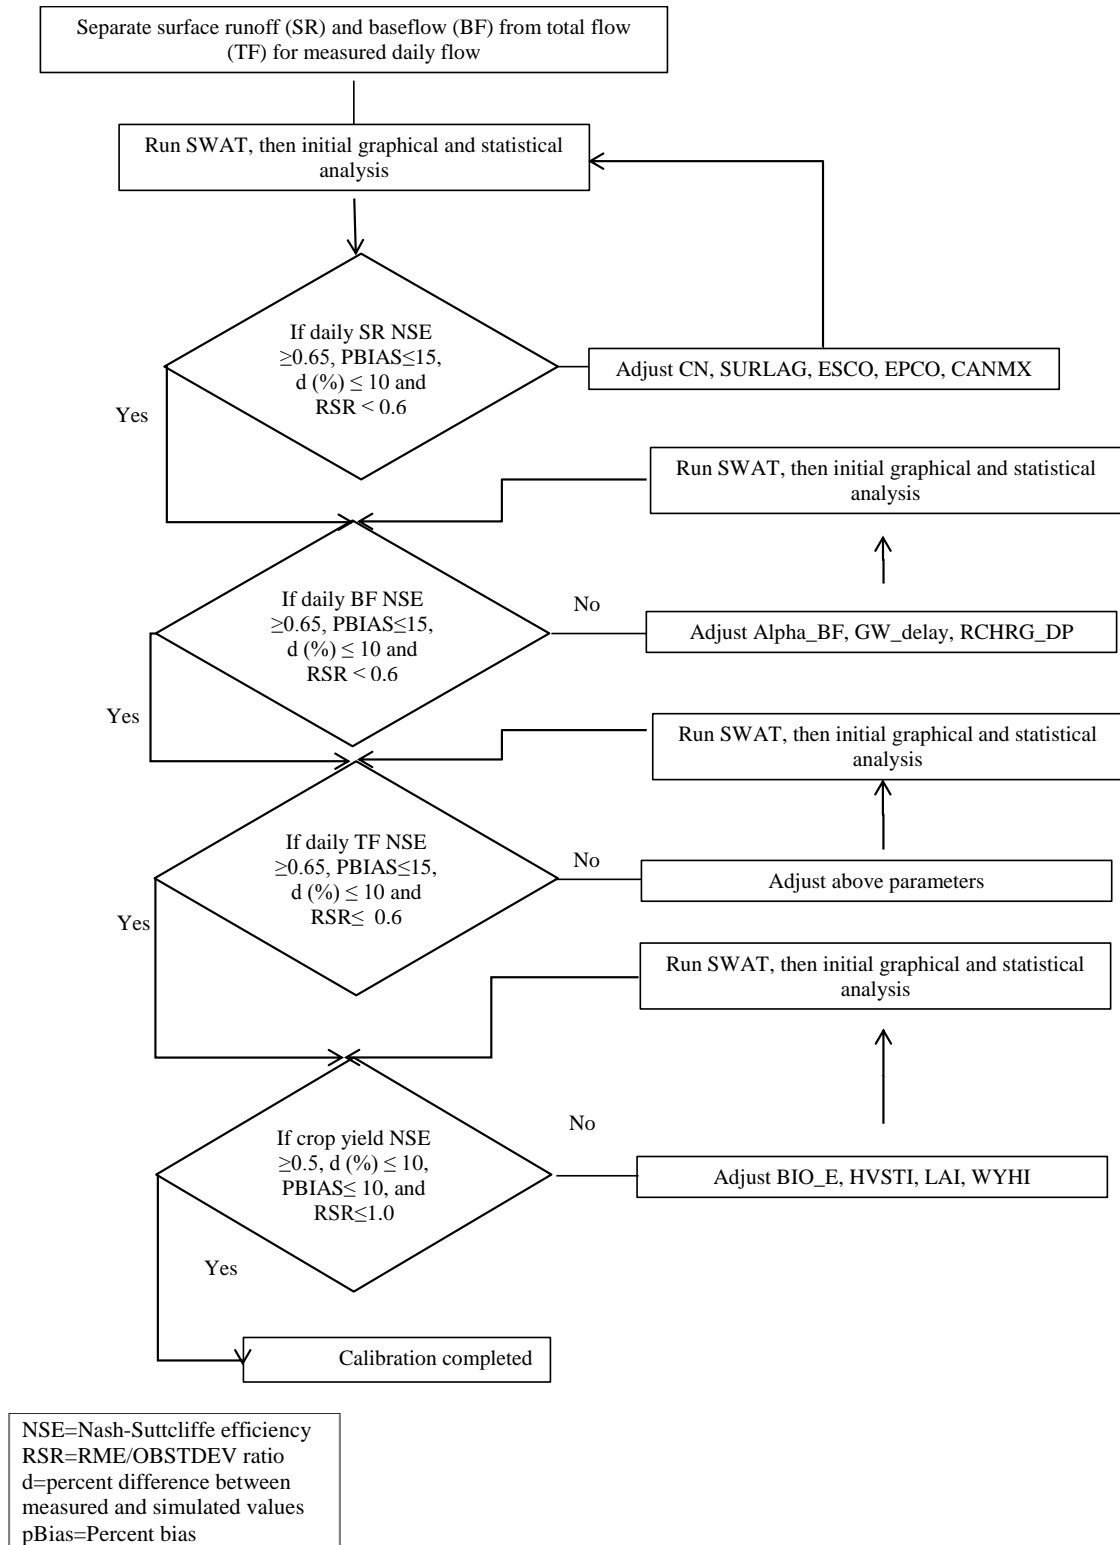 Separate surface runoff (SR) and baseflow (BF) from total flow
(TF) for measured daily flow
Run SWAT, then initial graphical and statistical
analysis
If daily SR NSE
≥0.65, PBIAS≤15,
d (%) ≤ 10 and
RSR < 0.6
Adjust CN, SURLAG, ESCO, EPCO, CANMX
Yes
Run SWAT, then initial graphical and statistical
analysis
If daily BF NSE
≥0.65, PBIAS≤15,
d (%) ≤ 10 and
RSR < 0.6
No
Adjust Alpha_BF, GW_delay, RCHRG_DP
Yes
Run SWAT, then initial graphical and statistical
analysis
If daily TF NSE
≥0.65, PBIAS≤15,
d (%) ≤ 10 and
RSR≤  0.6
No
Adjust above parameters
Yes
Run SWAT, then initial graphical and statistical
analysis
If crop yield NSE
≥0.5, d (%) ≤ 10,
PBIAS≤ 10, and
RSR≤1.0
No
Adjust BIO_E, HVSTI, LAI, WYHI
Yes
Calibration completed
NSE=Nash-Suttcliffe efficiency
RSR=RME/OBSTDEV ratio
d=percent difference between
measured and simulated values
pBias=Percent bias